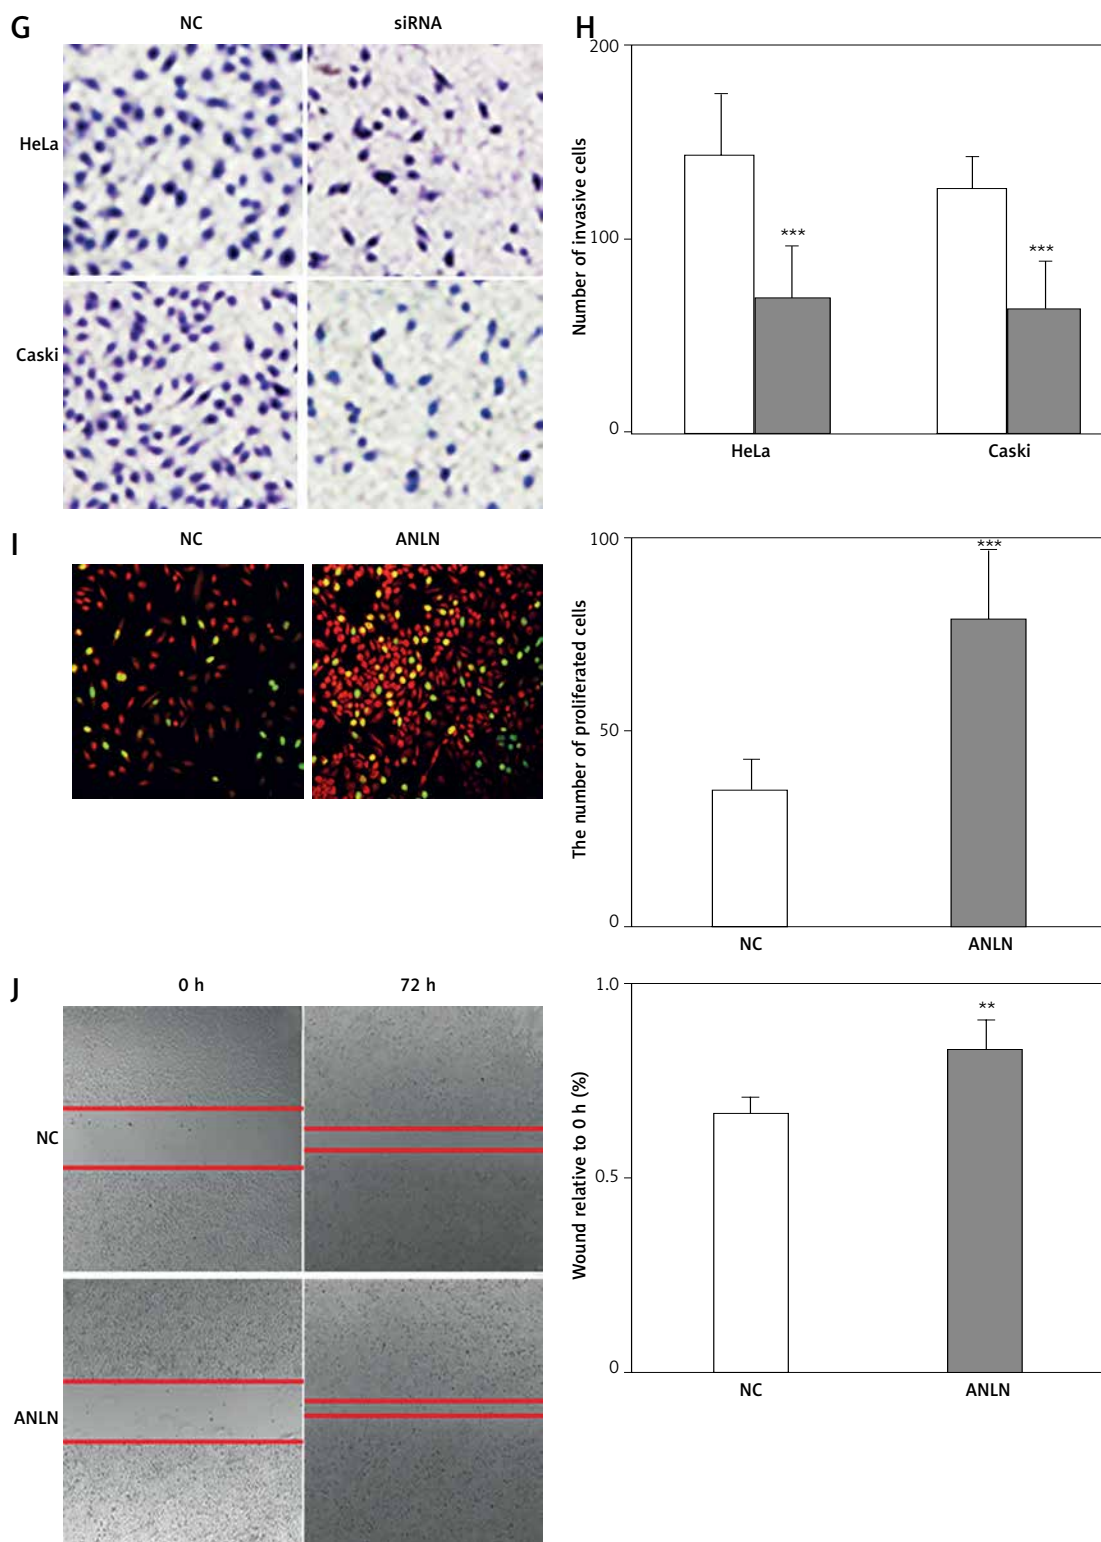 G
NC
siRNA
HeLa
Caski
H
200
100
0
Number of invasive cells
***
***
HeLa
Caski
I
NC
ANLN
100
50
0
The number of proliferated cells
***
NC
ANLN
J
0 h
72 h
NC
ANLN
1.0
0.5
0
Wound relative to 0 h (%)
**
NC
ANLN